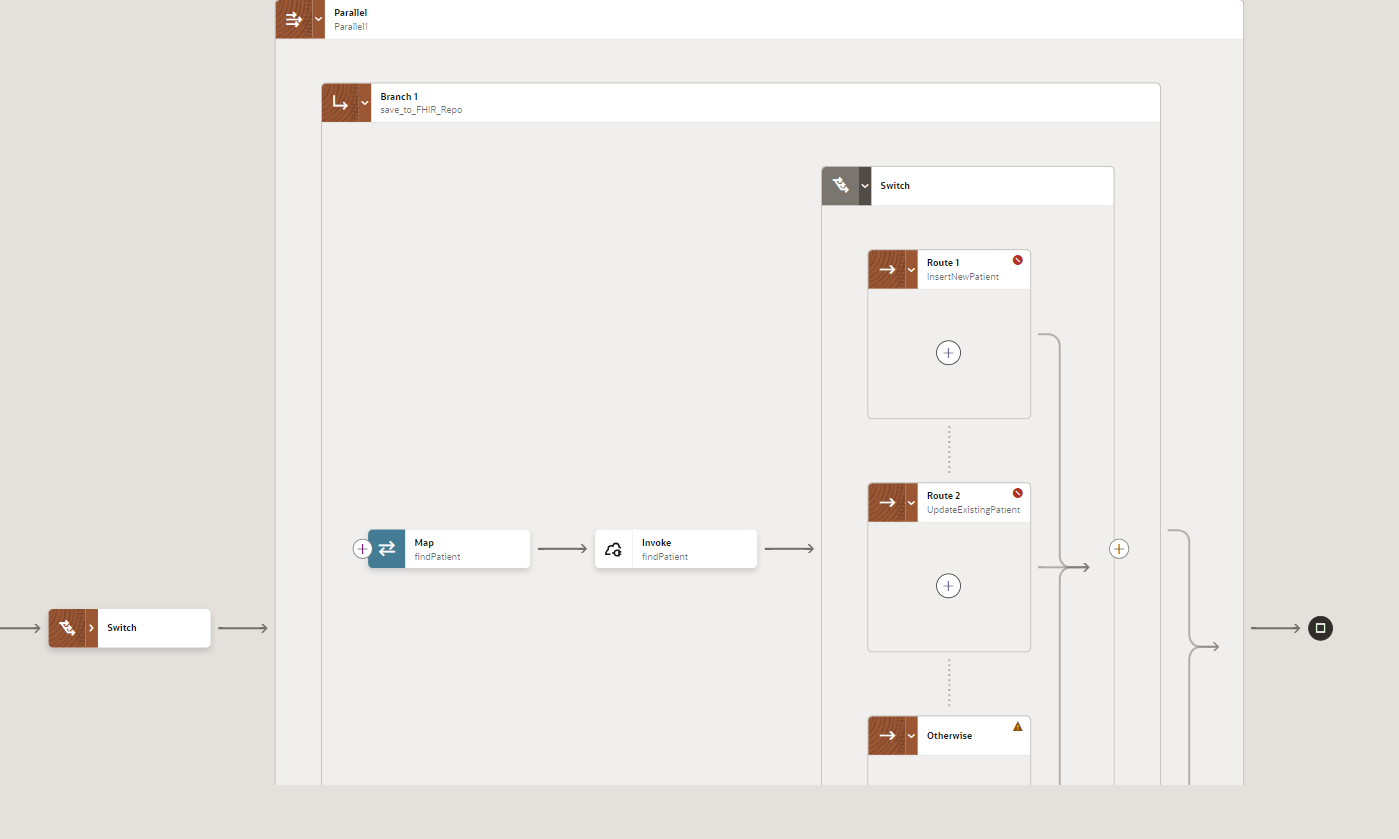 Parallel
Parallel1
Branch 1
save_to_FHIR_Repo
Switch
Route 1
InsertNewPatient
Route 2
UpdateExistingPatient
Map
findPatient
Invoke
findPatient
Switch
Otherwise